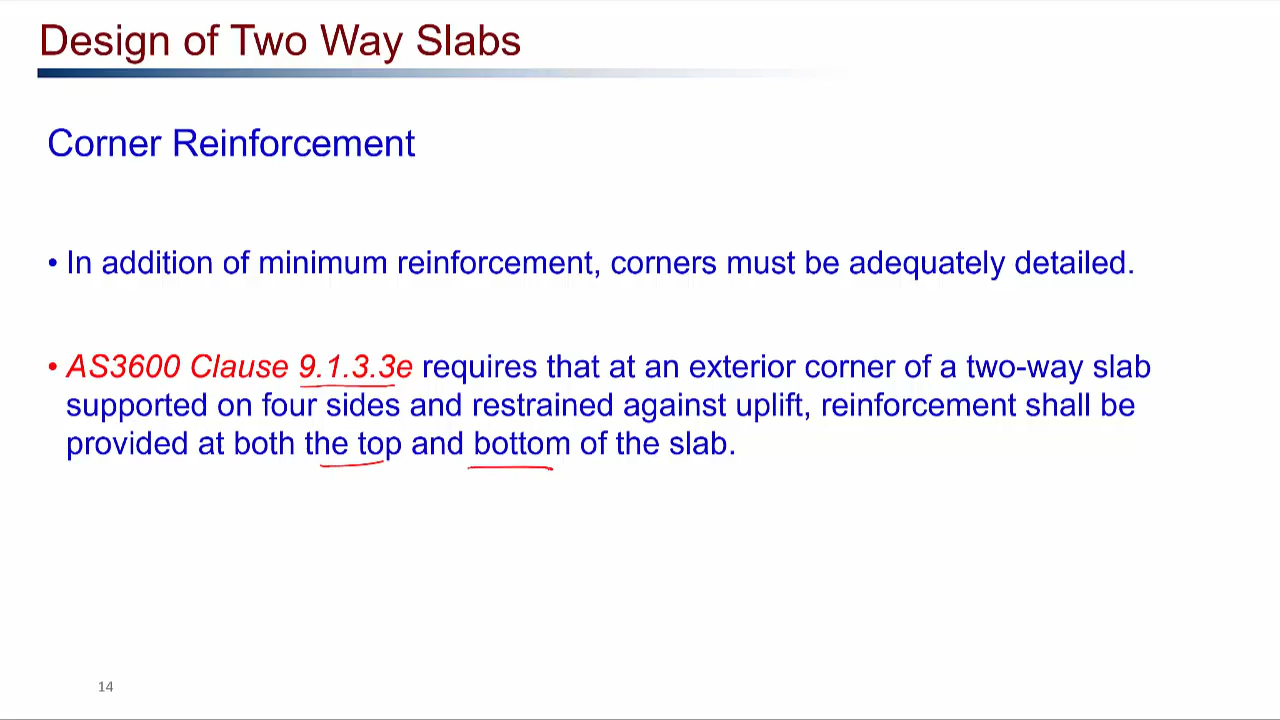 Design of Two Way Slabs
Corner Reinforcement
• In addition of minimum reinforcement, corners must be adequately detailed.
• AS3600 Clause 9.1.3.3e requires that at an exterior corner of a two-way slab
supported on four sides and restrained against uplift, reinforcement shall be
provided at both the top and bottom of the slab.
14